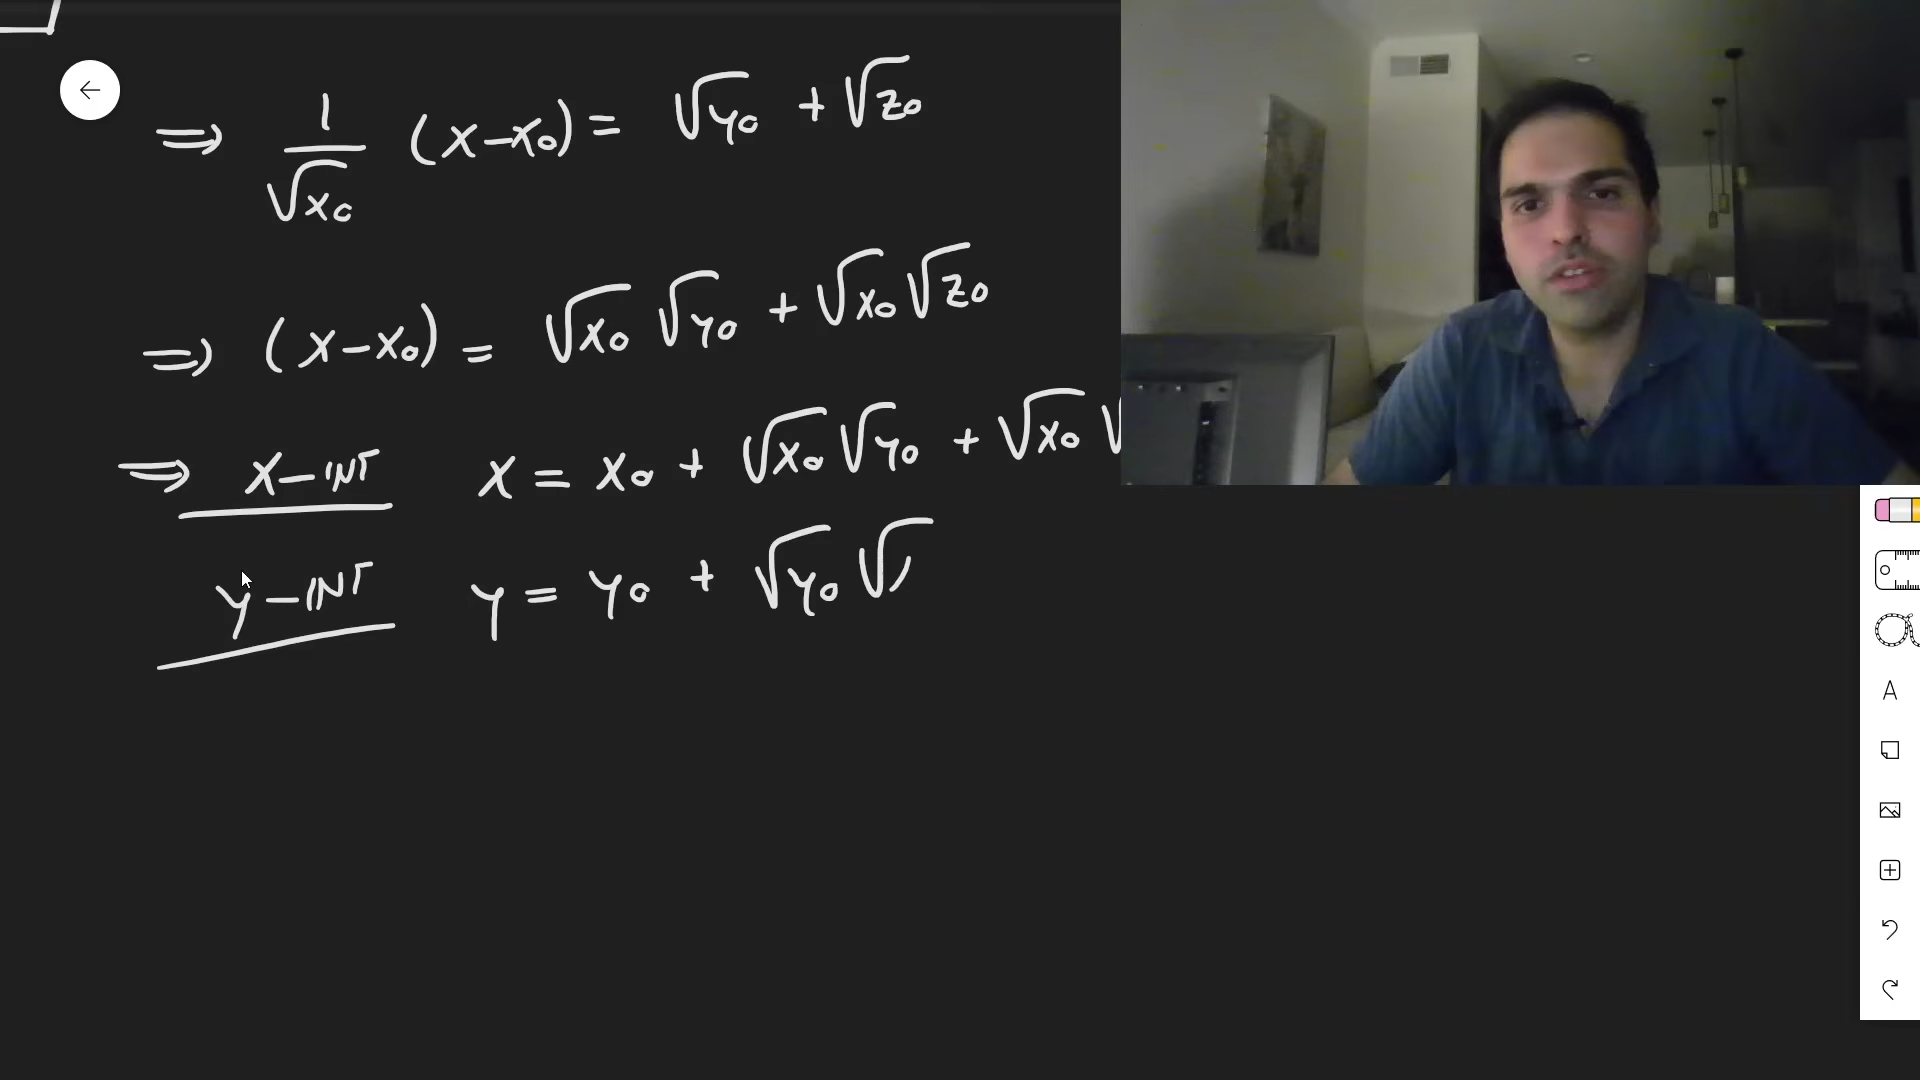 ⇒ 1/√x₀ (x-x₀) = √y₀ + √z₀
⇒ (x-x₀) = √x₀ √y₀ + √x₀ √z₀
⇒ X-INT x = x₀ + √x₀ √y₀ + √x₀ √
Y-INT y = y₀ + √y₀ √
A